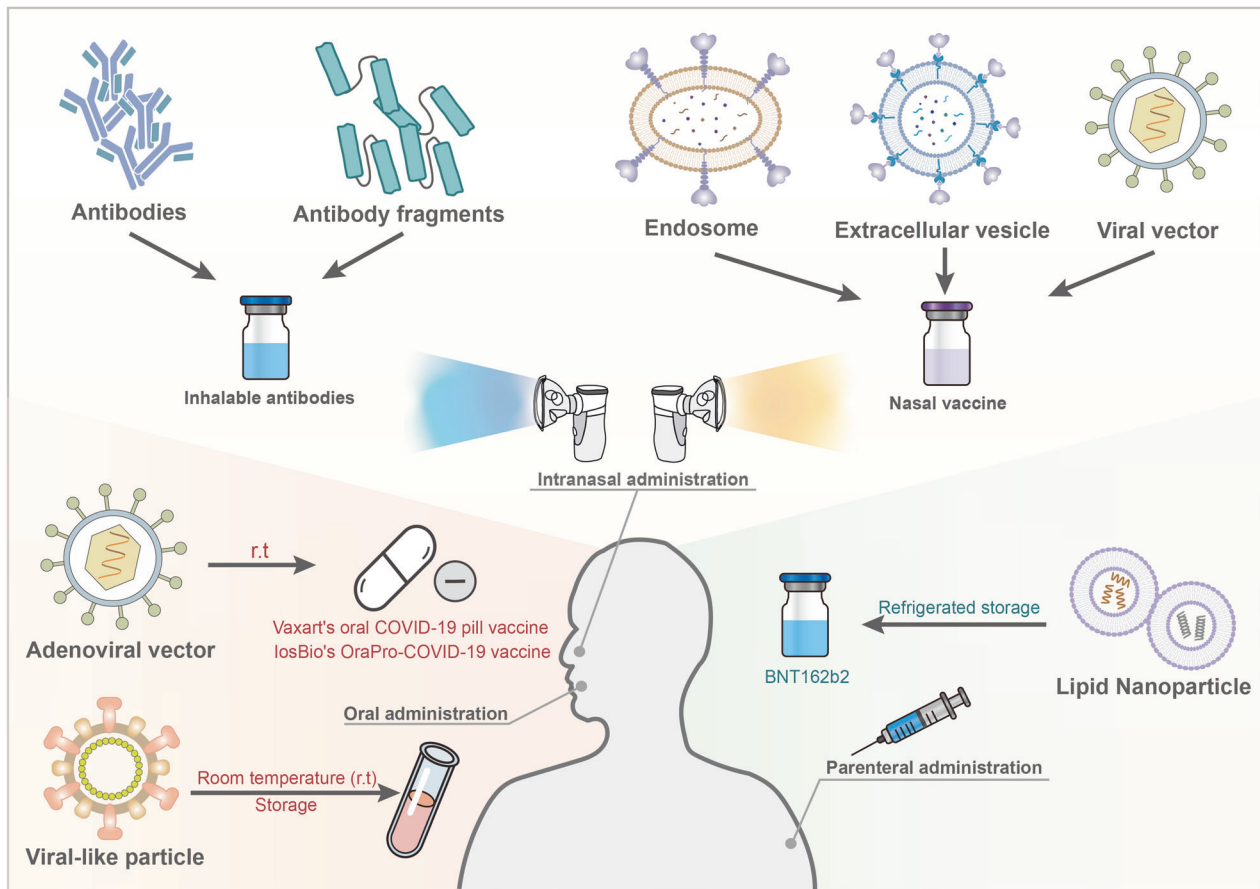 Antibodies
Antibody fragments
Endosome
Extracellular vesicle
Viral vector
Inhalable antibodies
Nasal vaccine
Intranasal administration
r.t
Adenoviral vector
Vaxart's oral COVID-19 pill vaccine
IosBio's OraPro-COVID-19 vaccine
Oral administration
Room temperature (r.t)
Storage
Viral-like particle
Refrigerated storage
BNT162b2
Lipid Nanoparticle
Parenteral administration